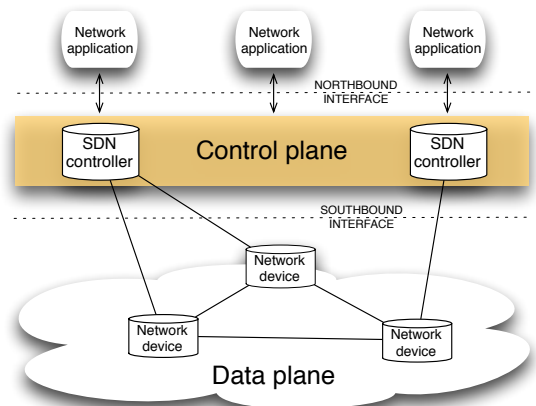 Network
application
Network
application
Network
application
NORTHBOUND
INTERFACE
SDN
controller
Control plane
SDN
controller
SOUTHBOUND
INTERFACE
Network
device
Network
device
Network
device
Data plane